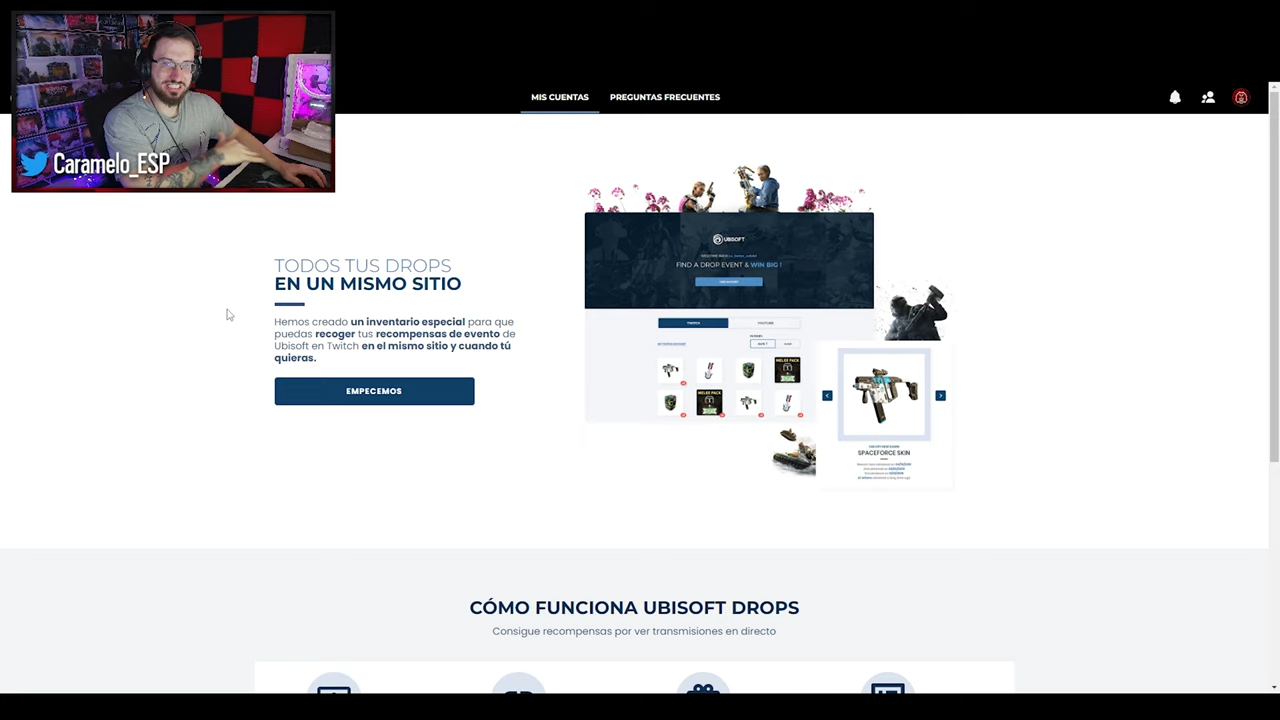 MIS CUENTAS
PREGUNTAS FRECUENTES
Caramelo_ESP
TODOS TUS DROPS
EN UN MISMO SITIO
Hemos creado un inventario especial para que
puedas recoger tus recompensas de evento de
Ubisoft en Twitch en el mismo sitio y cuando tú
quieras.
EMPECEMOS
UBISOFT
FIND A DROP EVENT & WIN BIG !
TWITCH
YOUTUBE
MELEE PACK
MELEE PACK
SPACEFORCE SKIN
CÓMO FUNCIONA UBISOFT DROPS
Consigue recompensas por ver transmisiones en directo